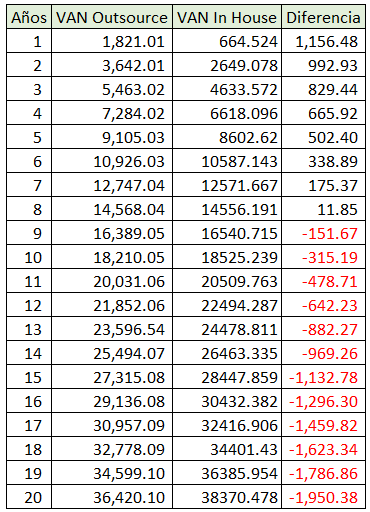 Años VAN Outsource VAN In House Diferencia
1 1,821.01 664.524 1,156.48
2 3,642.01 2649.078 992.93
3 5,463.02 4633.572 829.44
4 7,284.02 6618.096 665.92
5 9,105.03 8602.62 502.40
6 10,926.03 10587.143 338.89
7 12,747.04 12571.667 175.37
8 14,568.04 14556.191 11.85
9 16,389.05 16540.715 -151.67
10 18,210.05 18525.239 -315.19
11 20,031.06 20509.763 -478.71
12 21,852.06 22494.287 -642.23
13 23,596.54 24478.811 -882.27
14 25,494.07 26463.335 -969.26
15 27,315.08 28447.859 -1,132.78
16 29,136.08 30432.382 -1,296.30
17 30,957.09 32416.906 -1,459.82
18 32,778.09 34401.43 -1,623.34
19 34,599.10 36385.954 -1,786.86
20 36,420.10 38370.478 -1,950.38